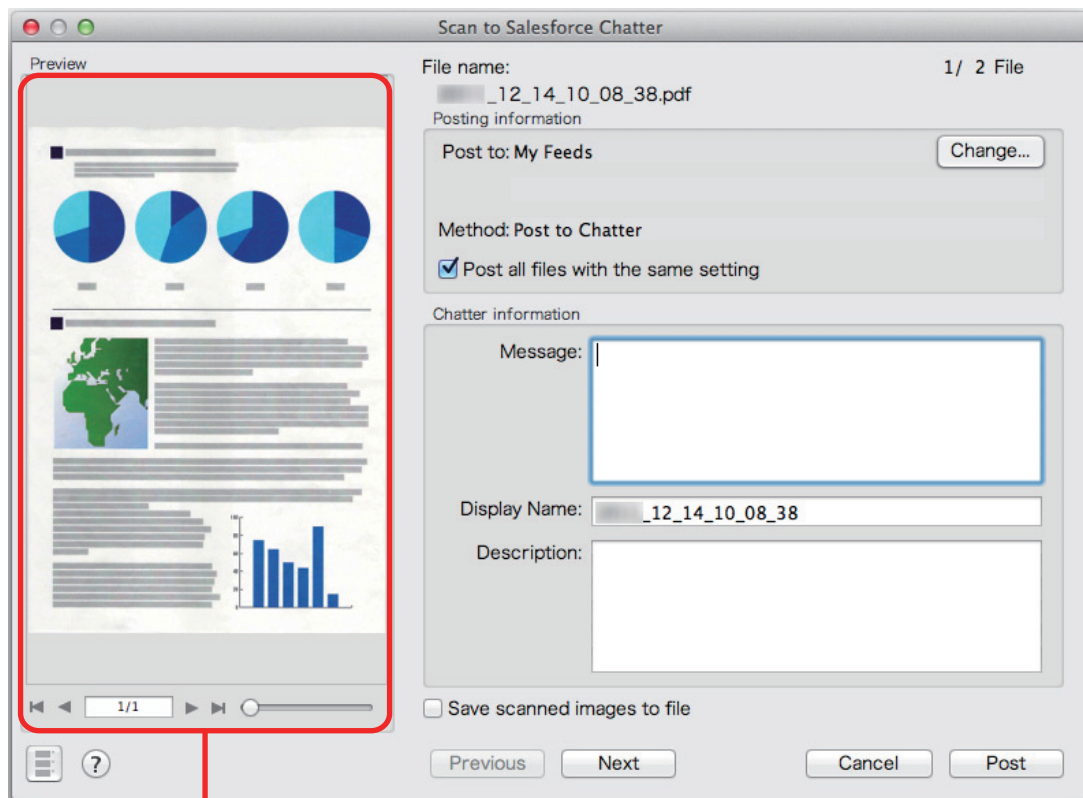 Scan to Salesforce Chatter
Preview
File name:
1/ 2 File
_12_14_10_08_38.pdf
Posting information
Post to: My Feeds
Change...
Method: Post to Chatter
Post all files with the same setting
Chatter information
Message:
Display Name:
_12_14_10_08_38
Description:
1/1
Save scanned images to file
?
Previous
Next
Cancel
Post